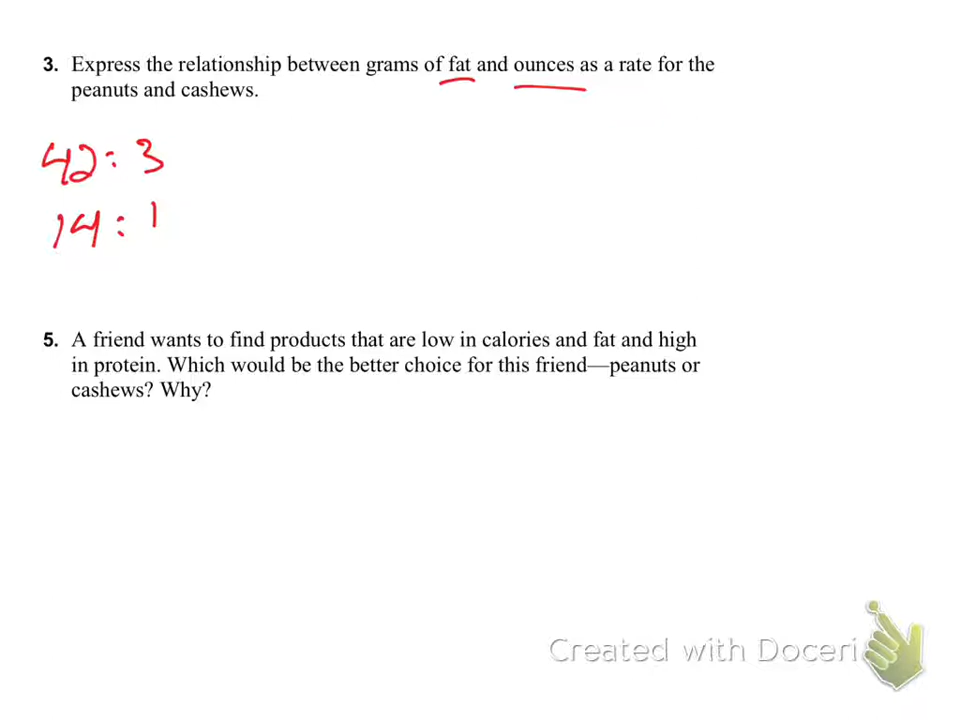 3. Express the relationship between grams of fat and ounces as a rate for the
peanuts and cashews.
42 : 3
14 : 1
5. A friend wants to find products that are low in calories and fat and high
in protein. Which would be the better choice for this friend—peanuts or
cashews? Why?
Created with Doceri